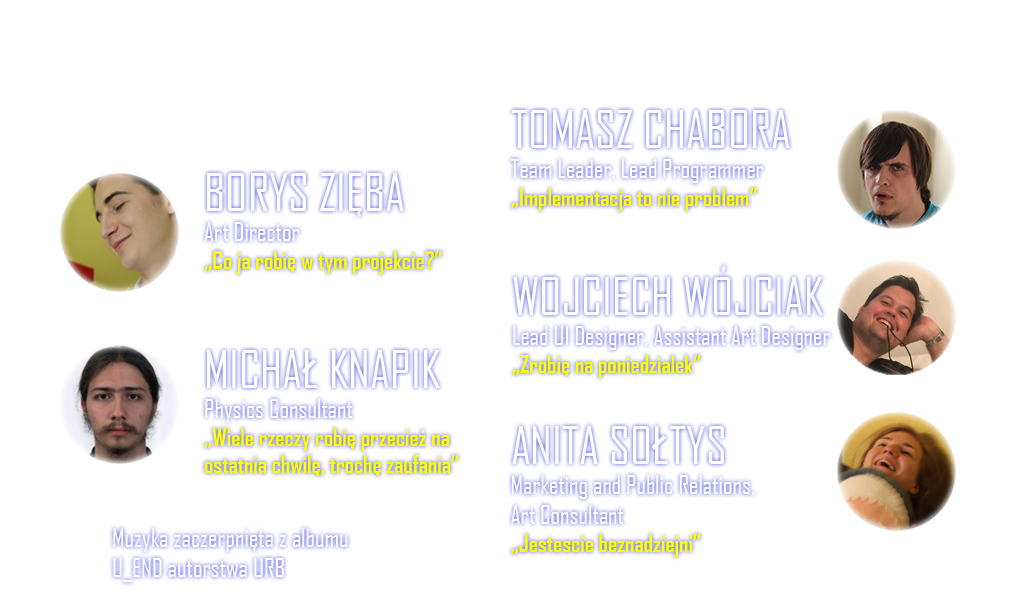 BORYS ZIĘBA
Art Director
„Co ja robię w tym projekcie?”
MICHAŁ KNAPIK
Physics Consultant
„Wiele rzeczy robię przecież na
ostatnia chwilę, trochę zaufania”
Muzyka zaczerpnięta z albumu
U_END autorstwa URB
TOMASZ CHABORA
Team Leader, Lead Programmer
„Implementacja to nie problem”
WOJCIECH WÓJCIAK
Lead UI Designer, Assistant Art Designer
„Zrobię na poniedzialek”
ANITA SOŁTYS
Marketing and Public Relations,
Art Consultant
„Jestescie beznadziejni”